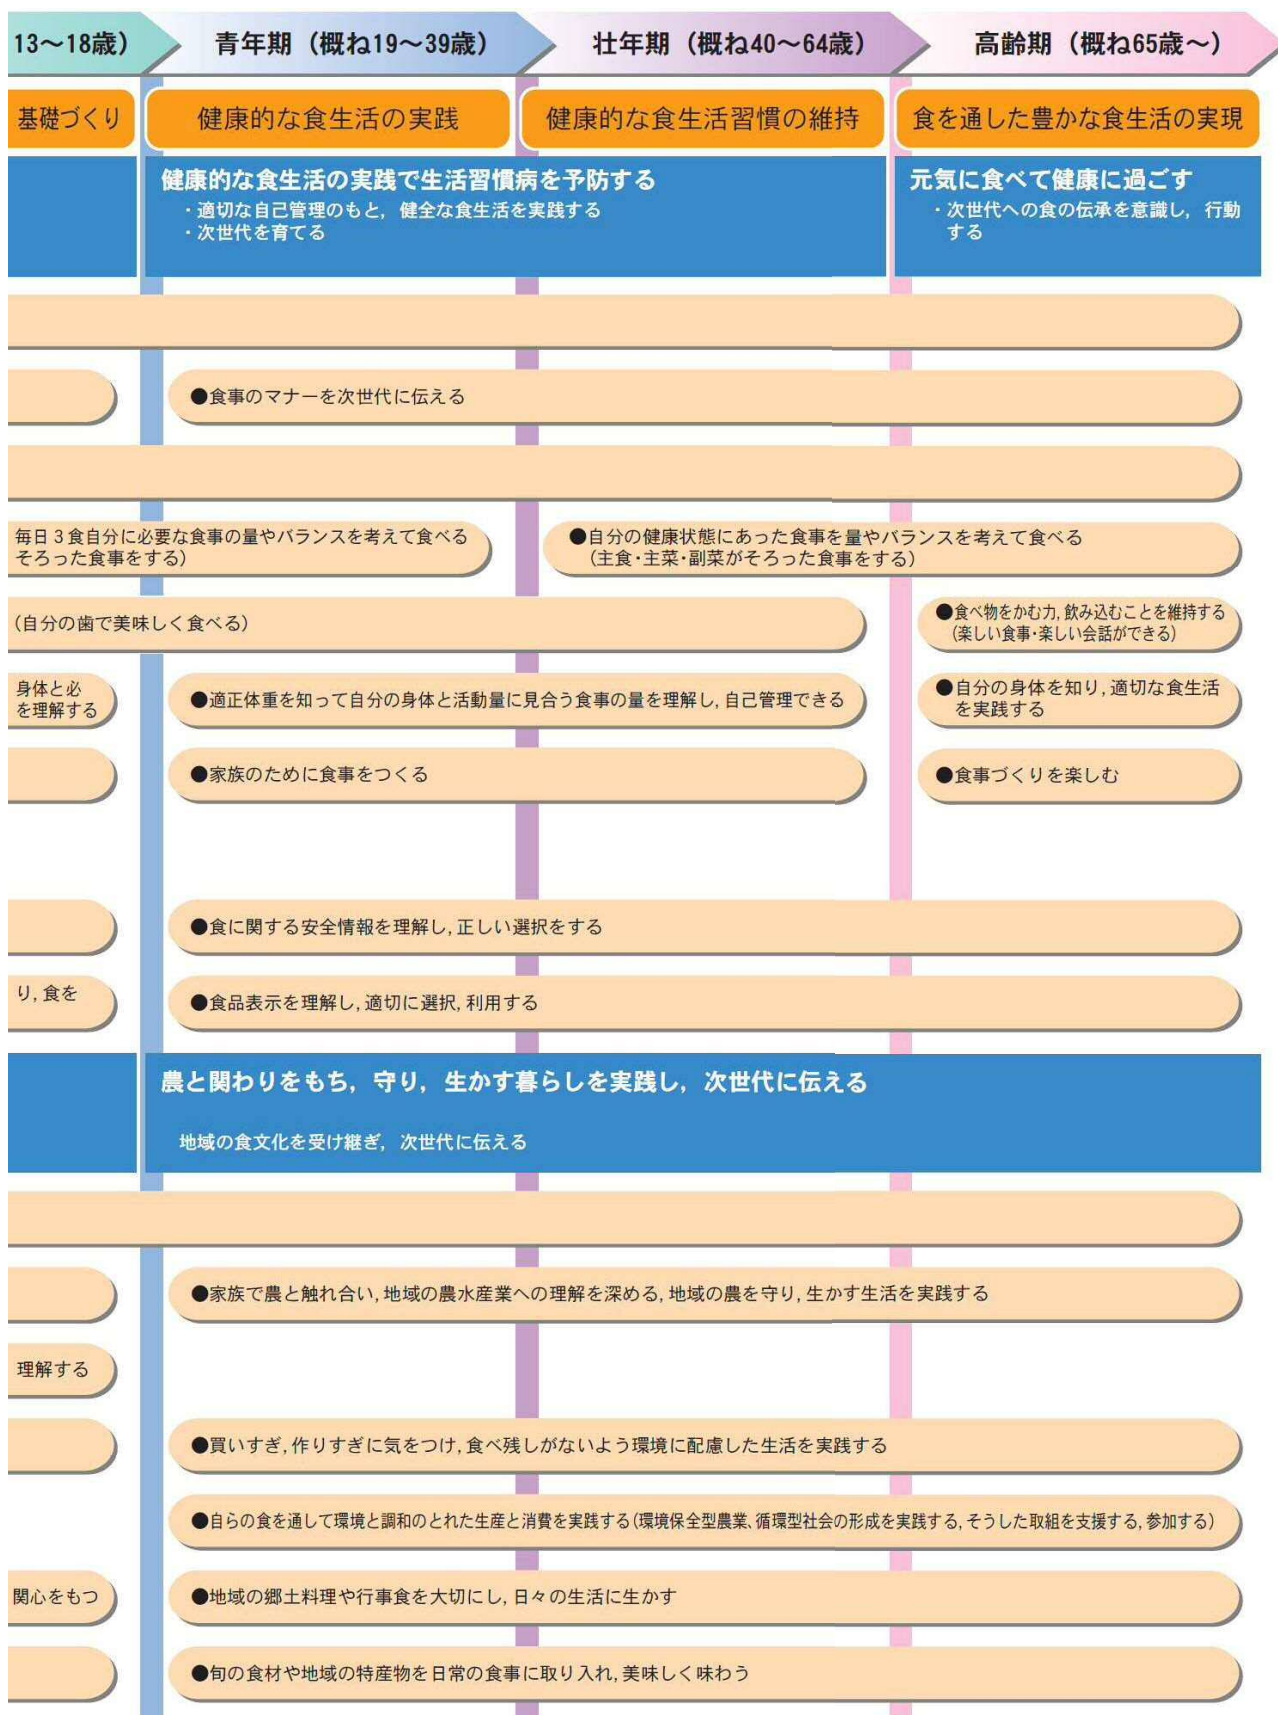 13～18歳）
青年期（概ね19～39歳）
壮年期（概ね40～64歳）
高齢期（概ね65歳～）
基礎づくり
健康的な食生活の実践
健康的な食生活習慣の維持
食を通した豊かな食生活の実現
健康的な食生活の実践で生活習慣病を予防する
・適切な自己管理のもと，健全な食生活を実践する
・次世代を育てる
元気に食べて健康に過ごす
・次世代への食の伝承を意識し，行動
する
●食事のマナーを次世代に伝える
毎日３食自分に必要な食事の量やバランスを考えて食べる
そろった食事をする）
●自分の健康状態にあった食事を量やバランスを考えて食べる
（主食・主菜・副菜がそろった食事をする）
（自分の歯で美味しく食べる）
●食べ物をかむ力，飲み込むことを維持する
（楽しい食事・楽しい会話ができる）
身体と必
を理解する
●適正体重を知って自分の身体と活動量に見合う食事の量を理解し，自己管理できる
●自分の身体を知り，適切な食生活
を実践する
●家族のために食事をつくる
●食事づくりを楽しむ
●食に関する安全情報を理解し，正しい選択をする
り，食を
●食品表示を理解し，適切に選択，利用する
農と関わりをもち，守り，生かす暮らしを実践し，次世代に伝える
地域の食文化を受け継ぎ，次世代に伝える
●家族で農と触れ合い，地域の農水産業への理解を深める，地域の農を守り，生かす生活を実践する
理解する
●買いすぎ，作りすぎに気をつけ，食べ残しがないよう環境に配慮した生活を実践する
●自らの食を通して環境と調和のとれた生産と消費を実践する（環境保全型農業、循環型社会の形成を実践する，そうした取組を支援する，参加する）
関心をもつ
●地域の郷土料理や行事食を大切にし，日々の生活に生かす
●旬の食材や地域の特産物を日常の食事に取り入れ，美味しく味わう